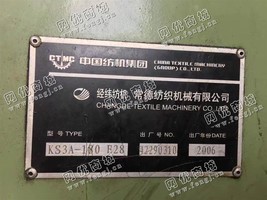 CTMC 中国纺机集团 CHINA TEXTILE MACHINERY (GROUP) CO.,LTD.
经纬纺机 常德纺织机械有限公司
CHANGDE TEXTILE MACHINERY CO.,LTD.
型号 TYPE 出厂号 出厂年份 DATE
KS3A-180 E28 42290310 2006